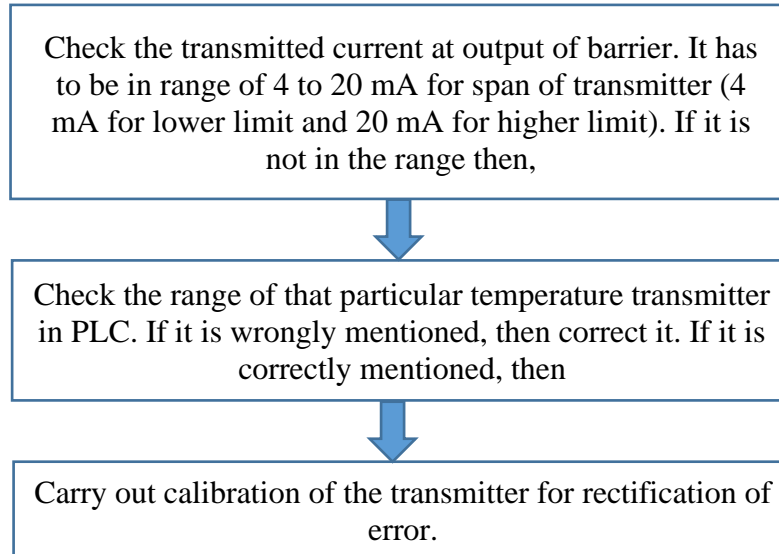 Check the transmitted current at output of barrier. It has
to be in range of 4 to 20 mA for span of transmitter (4
mA for lower limit and 20 mA for higher limit). If it is
not in the range then,
Check the range of that particular temperature transmitter
in PLC. If it is wrongly mentioned, then correct it. If it is
correctly mentioned, then
Carry out calibration of the transmitter for rectification of
error.